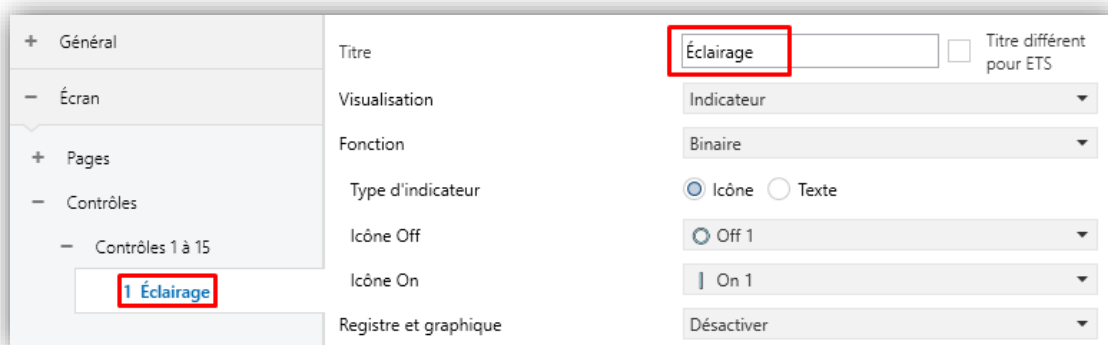 + Général
− Écran
+ Pages
− Contrôles
− Contrôles 1 à 15
1 Éclairage
Titre
Éclairage
Titre différent
pour ETS
Visualisation
Indicateur
Fonction
Binaire
Type d'indicateur
Icône
Texte
Icône Off
Off 1
Icône On
On 1
Registre et graphique
Désactiver